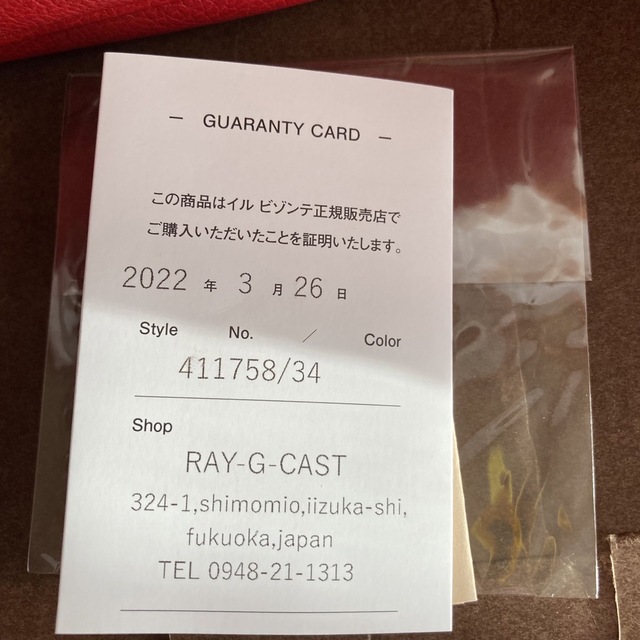 — GUARANTY CARD —
この商品はイル ビゾンテ正規販売店で
ご購入いただいたことを証明いたします。
2022 年 3 月 26 日
Style No. ／ Color
411758/34
Shop
RAY-G-CAST
324-1,shimomio,iizuka-shi,
fukuoka,japan
TEL 0948-21-1313